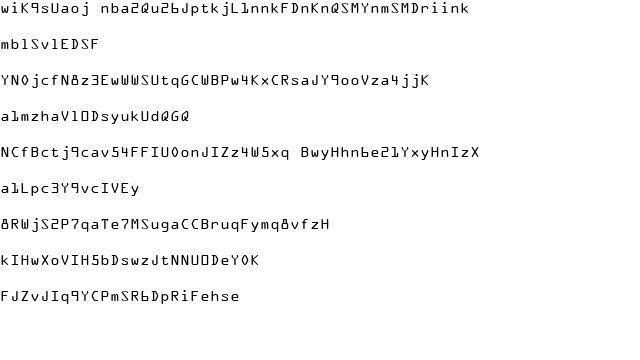 wiK9sUaoj nba2Qu26JptkjL1nnkFDnKnQSMYnmSMDriink
mblSvlEDSF
YN0jcfN8z3EwWWSUtqGCWBPw4KxCRsaJY9ooVza4jjK
a1mzhaVlODsyukUdQGQ
NCfBctj9cav54FFIU0onJIZz4W5xq BwyHhn6e21YxyHnIzX
a1Lpc3Y9vcIVEy
8RWjS2P7qaTe7MSugaCCBruqFymq8vfzH
kIHwXoVIH5bDswzJtNNUODeY0K
FJZvJIq9YCPmSR6DpRiFehse